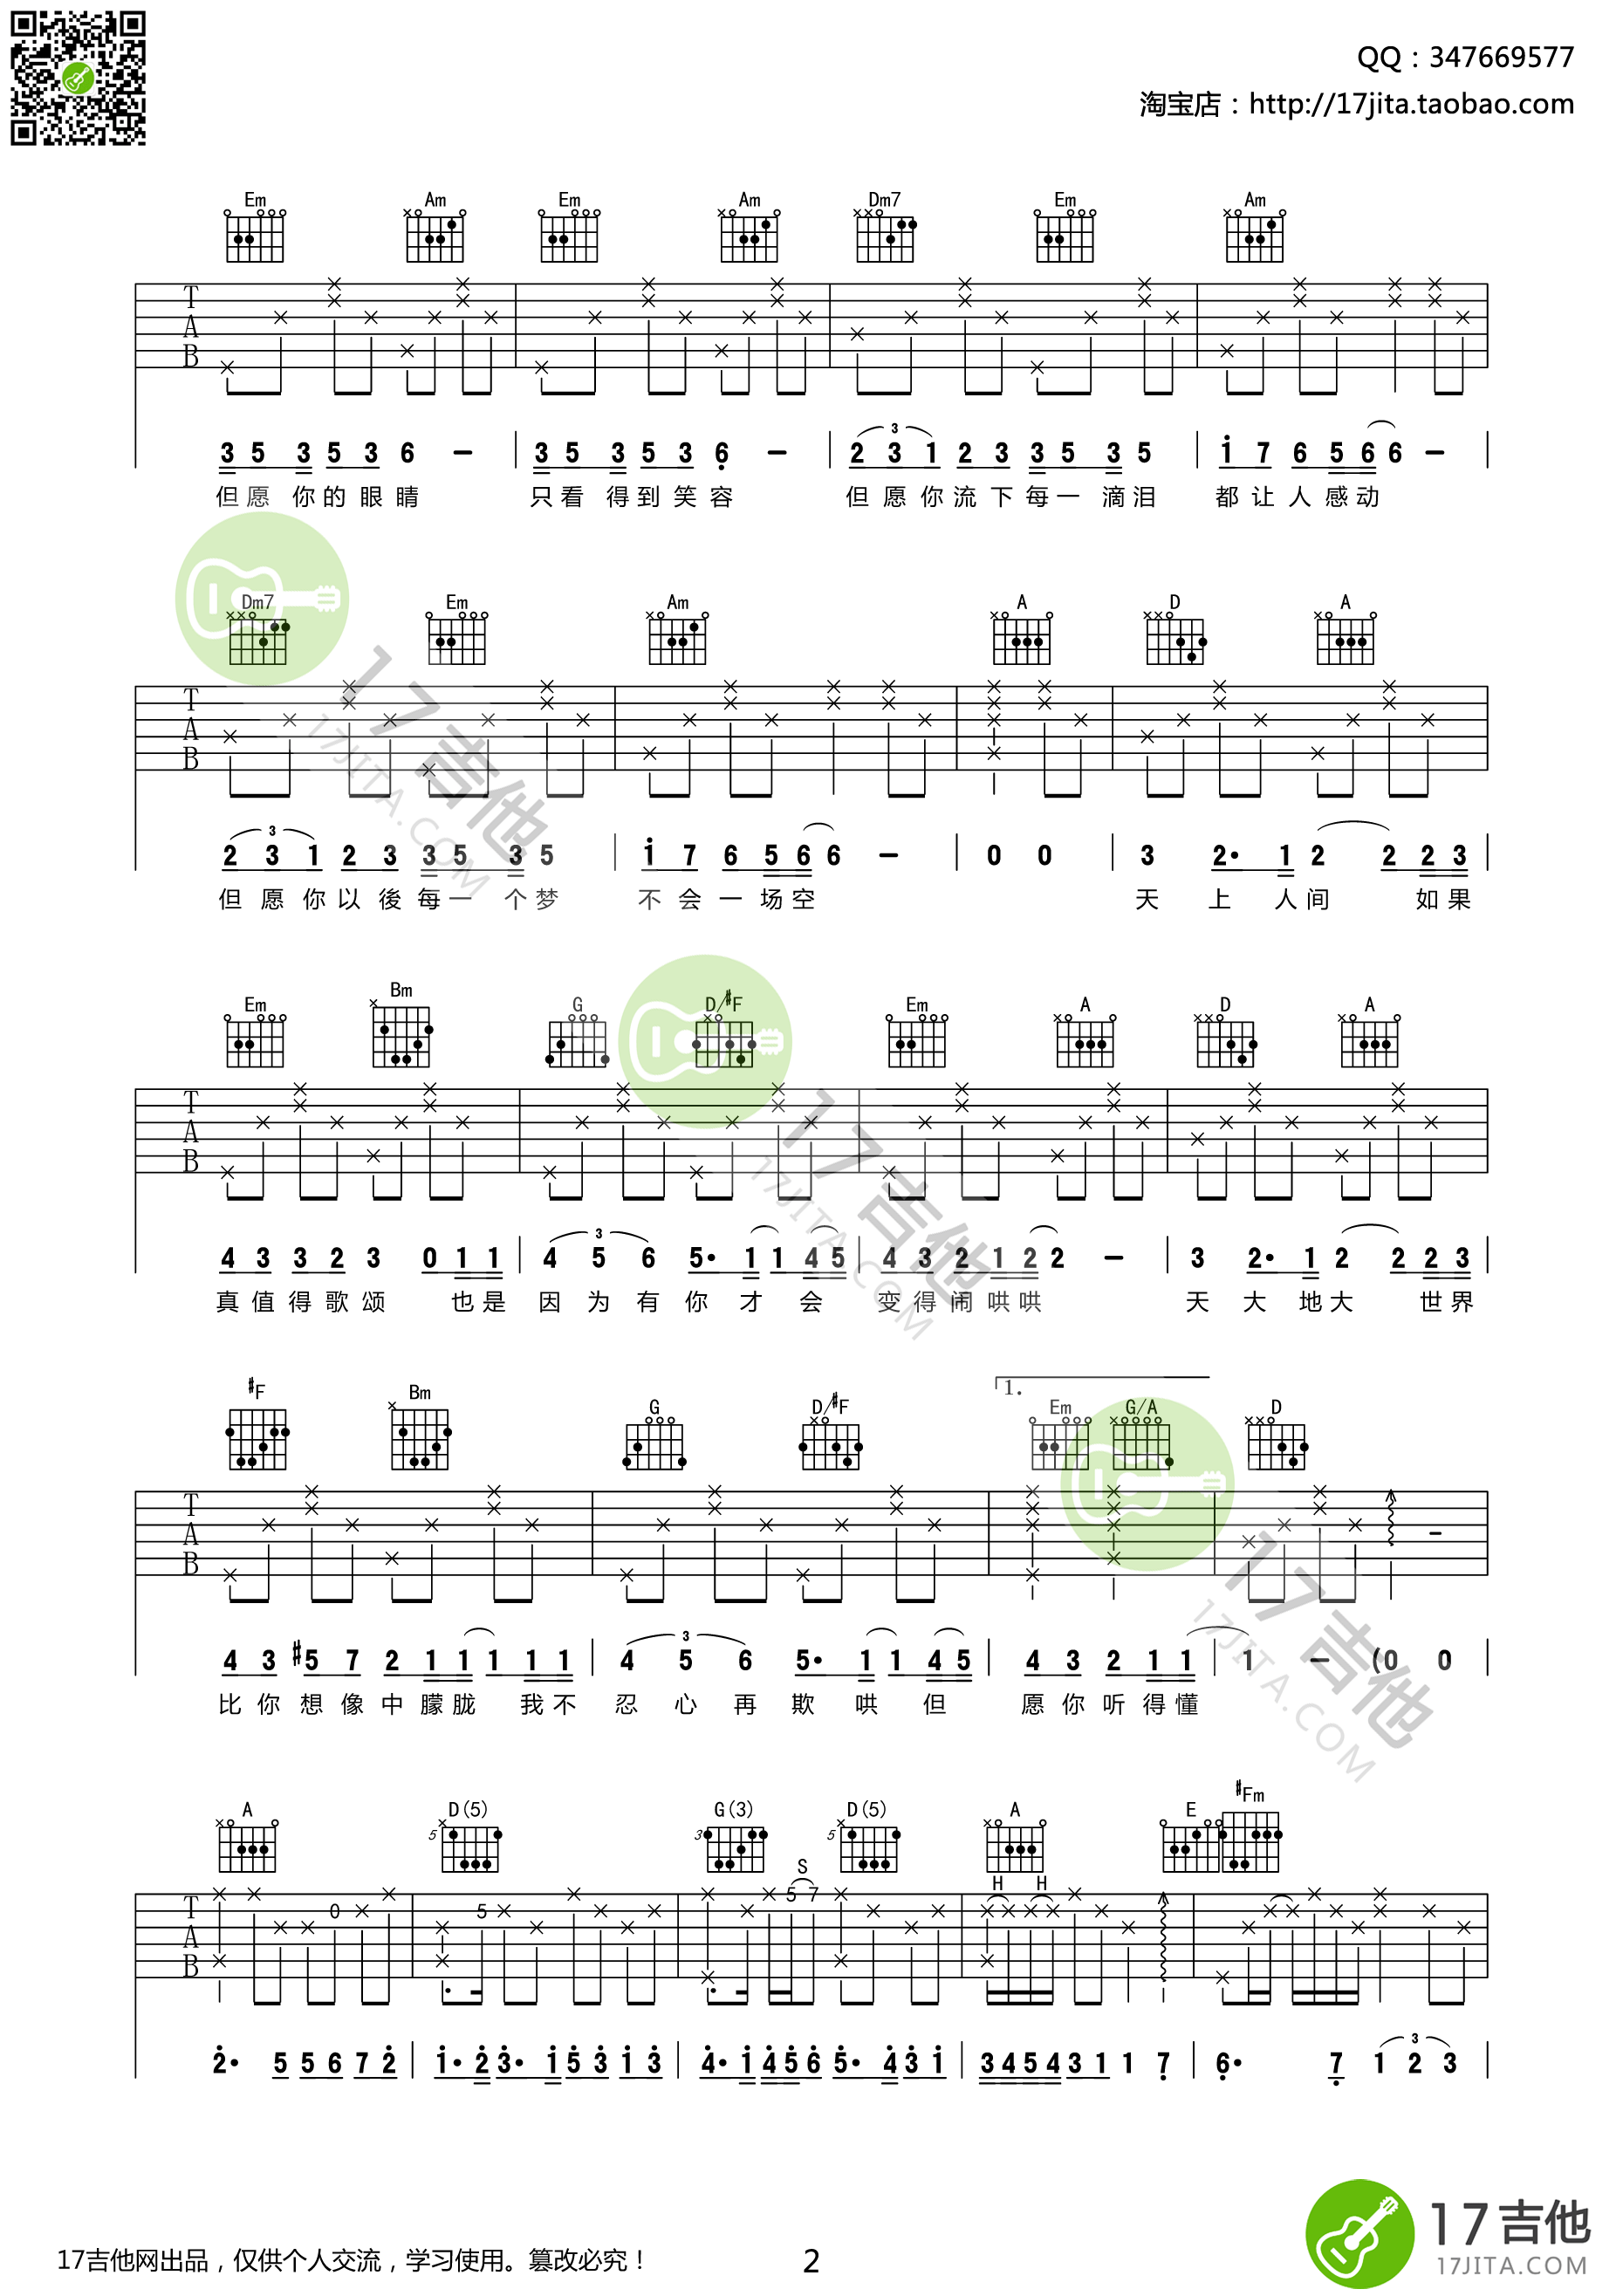 QQ：347669577
淘宝店：http://17jita.taobao.com
Em Am Em Am Dm7 Em Am
T
A
B
3 5 3 5 3 6 - 3 5 3 5 3 6 - 2 3 1 2 3 3 5 3 5 1 7 6 5 6 6 -
但愿 你的眼睛 只看 得到笑容 但愿你流下每一 滴泪 都让人感动
Dm7 Em Am A D A
T
A
B
2 3 1 2 3 3 5 3 5 1 7 6 5 6 6 - 0 0 3 2· 1 2 2 2 3
但愿你以後每一 个梦 不会一场空 天 上 人间 如果
Em Bm G D/#F Em A D A
T
A
B
4 3 3 2 3 0 1 1 4 5 6 5· 1 1 4 5 4 3 2 1 2 2 - 3 2· 1 2 2 2 3
真值得歌颂 也是 因为有你才会 变得闹哄哄 天 大 地大 世界
#F Bm G D/#F 1. Em G/A D
T
A
B
4 3 #5 7 2 1 1 1 1 1 4 5 6 5· 1 1 4 5 4 3 2 1 1 1 - (0 0
比你想像中朦胧 我不 忍心再欺哄但 愿你听得懂
A D(5) G(3) D(5) A E #Fm
5 3 5
S H H
T
A
B
0 5 5 7
2· 5 5 6 7 2 1· 2 3· 1 5 3 1 3 4· 1 4 5 6 5· 4 3 1 3 4 5 4 3 1 1 7 6· 7 1 2 3
17吉他网出品，仅供个人交流，学习使用。篡改必究！
2
17吉他
17JITA.COM